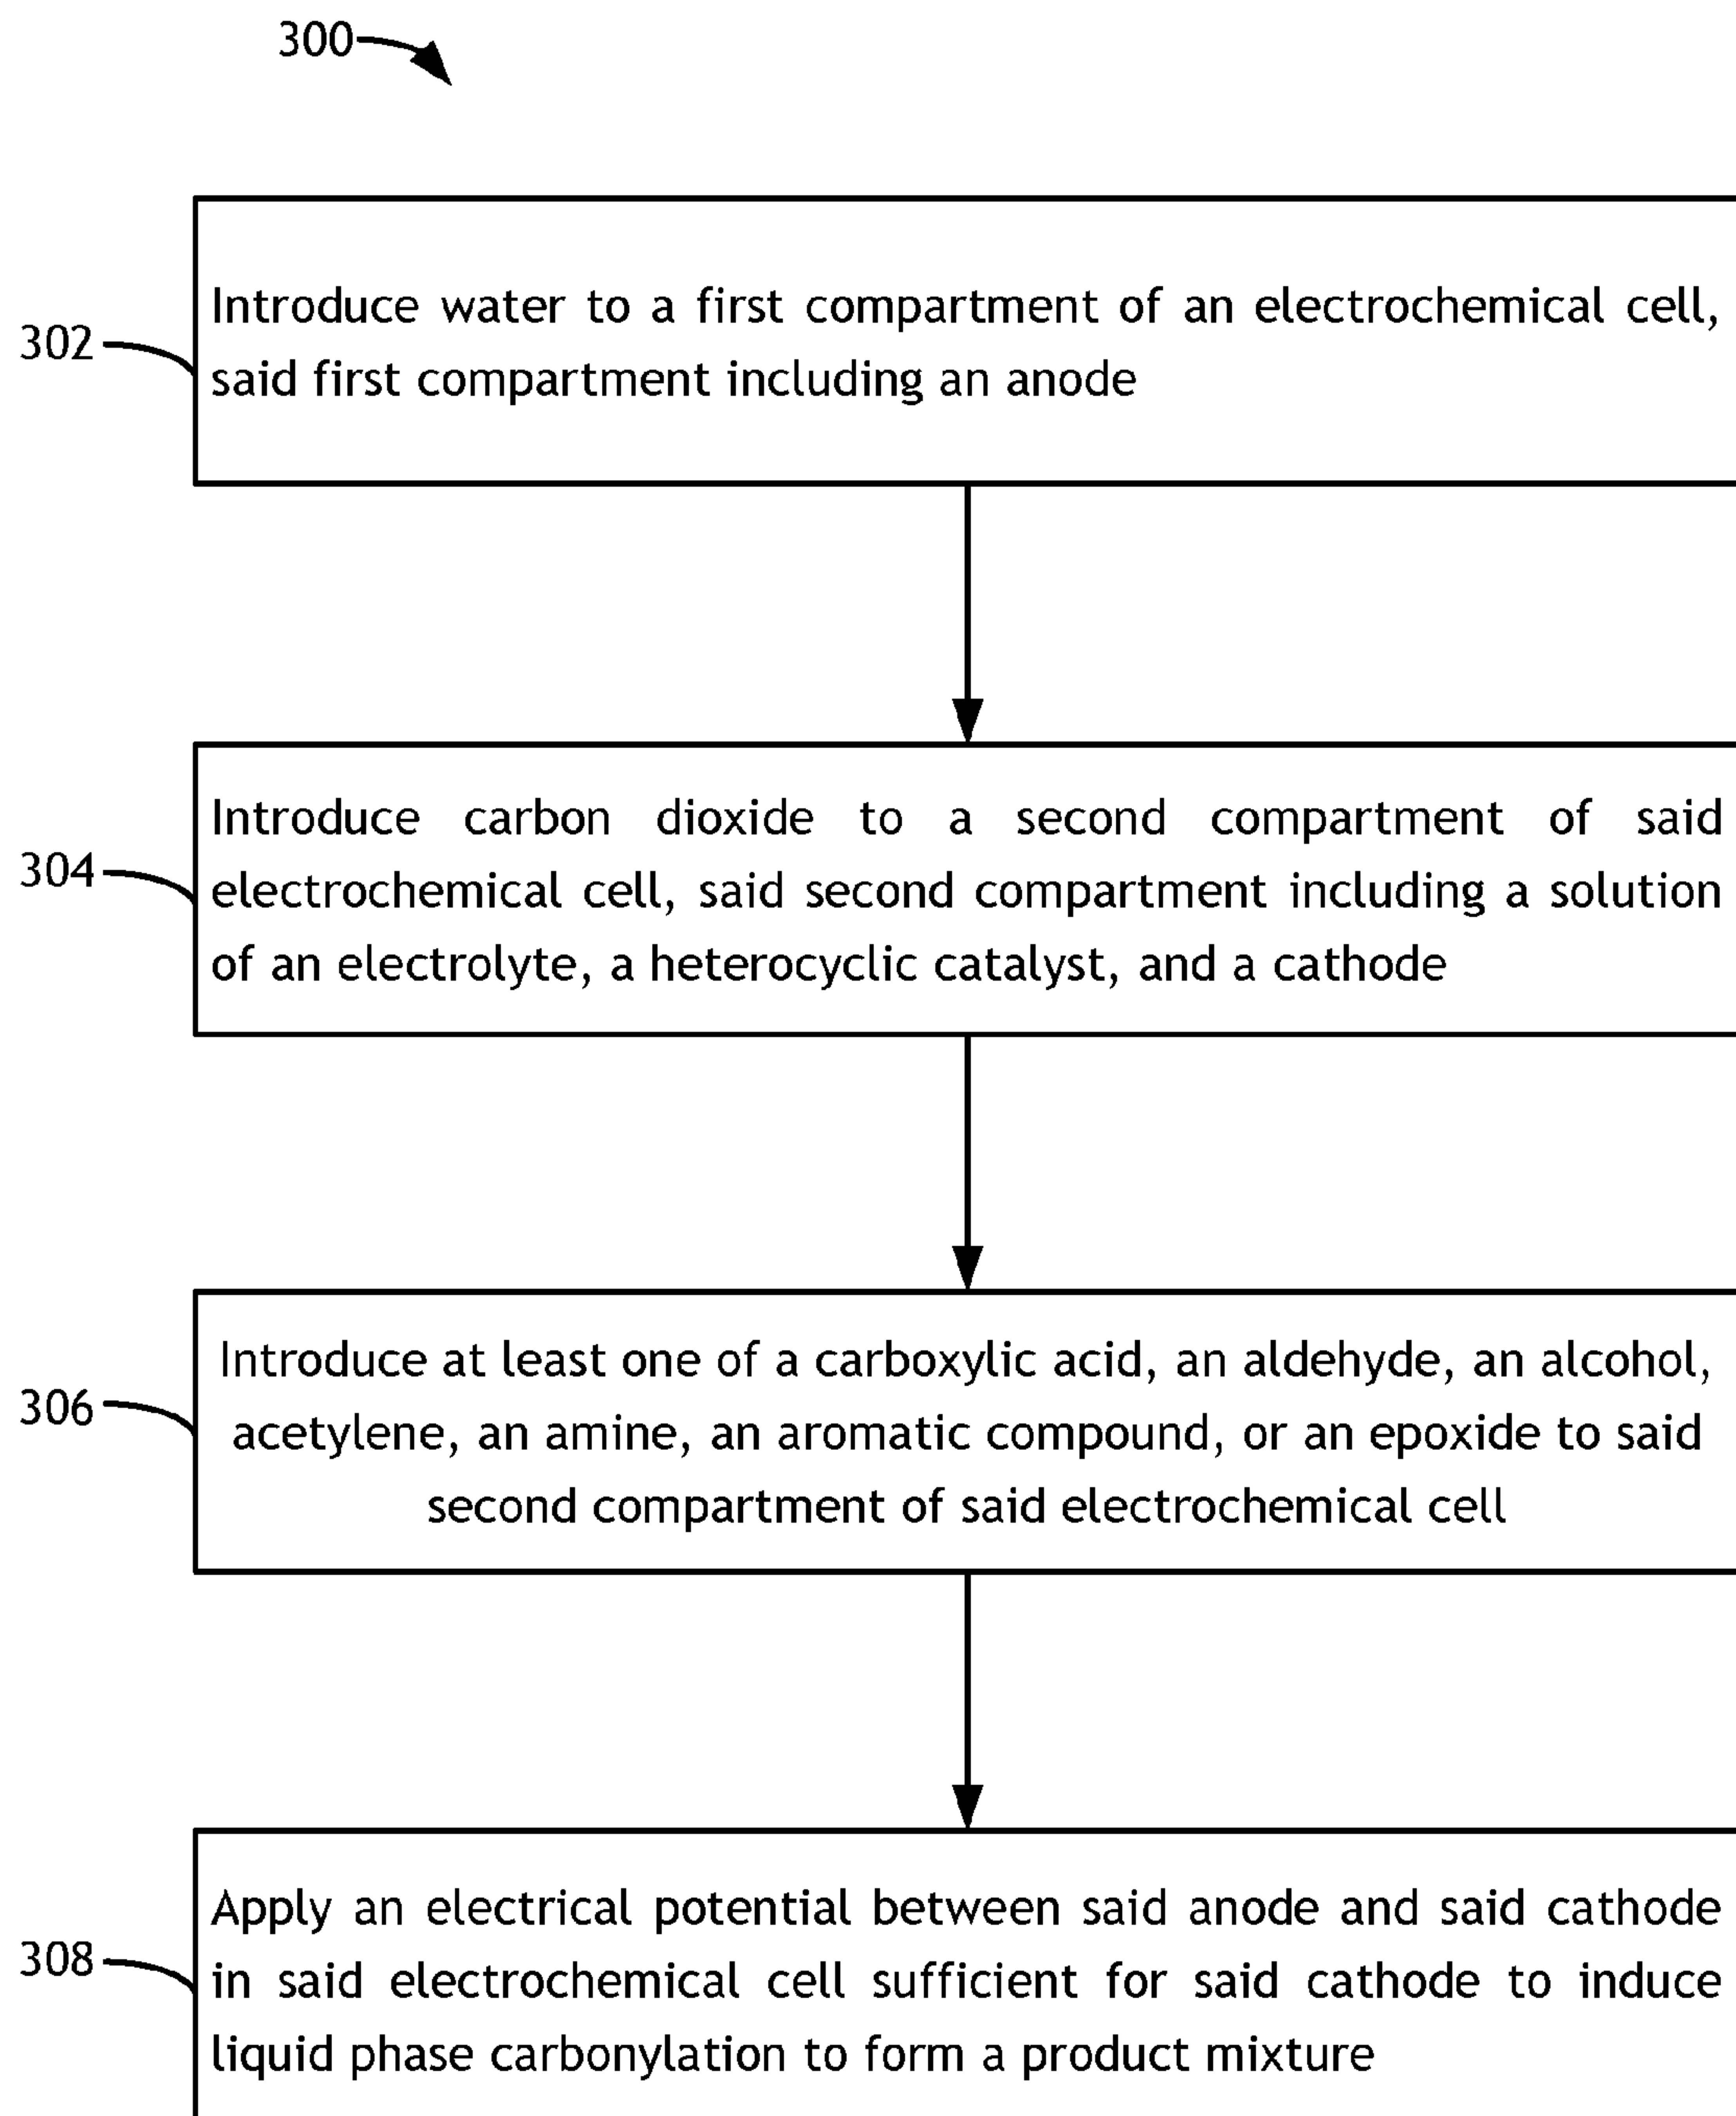 300
302
Introduce water to a first compartment of an electrochemical cell,
said first compartment including an anode
304
Introduce carbon dioxide to a second compartment of said
electrochemical cell, said second compartment including a solution
of an electrolyte, a heterocyclic catalyst, and a cathode
306
Introduce at least one of a carboxylic acid, an aldehyde, an alcohol,
acetylene, an amine, an aromatic compound, or an epoxide to said
second compartment of said electrochemical cell
308
Apply an electrical potential between said anode and said cathode
in said electrochemical cell sufficient for said cathode to induce
liquid phase carbonylation to form a product mixture